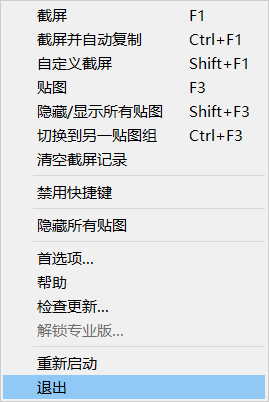 截屏 F1
截屏并自动复制 Ctrl+F1
自定义截屏 Shift+F1
贴图 F3
隐藏/显示所有贴图 Shift+F3
切换到另一贴图组 Ctrl+F3
清空截屏记录
禁用快捷键
隐藏所有贴图
首选项...
帮助
检查更新...
解锁专业版...
重新启动
退出